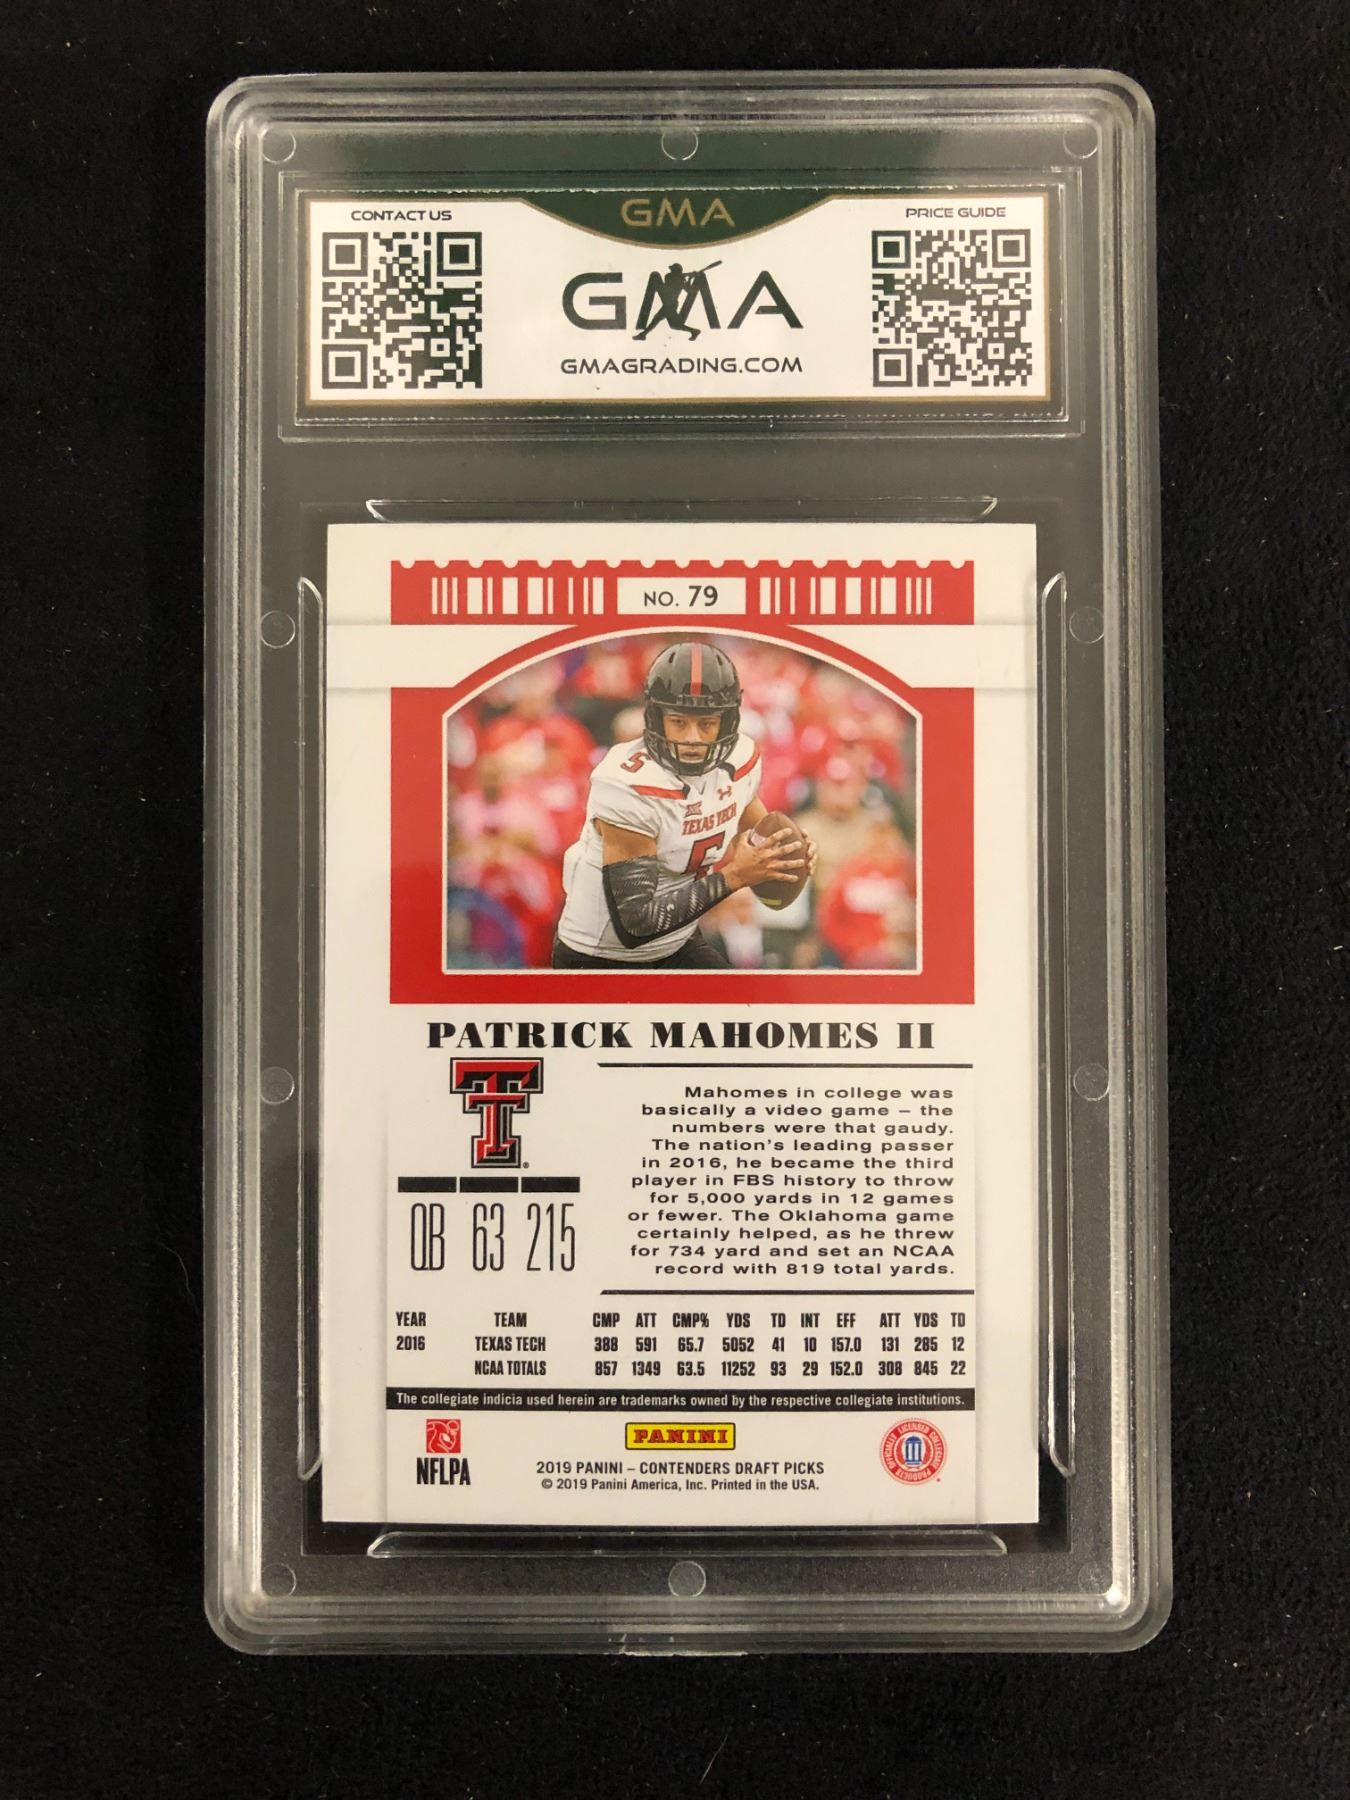 CONTACT US
GMA
PRICE GUIDE
GMA
GMAGRADING.COM
NO. 79
5
TEXAS TECH
5
PATRICK MAHOMES II
Mahomes in college was
basically a video game – the
numbers were that gaudy.
The nation's leading passer
in 2016, he became the third
player in FBS history to throw
for 5,000 yards in 12 games
or fewer. The Oklahoma game
certainly helped, as he threw
for 734 yard and set an NCAA
record with 819 total yards.
QB 63 215
YEAR TEAM CMP ATT CMP% YDS TD INT EFF ATT YDS TD
2016 TEXAS TECH 388 591 65.7 5052 41 10 157.0 131 285 12
NCAA TOTALS 857 1349 63.5 11252 93 29 152.0 308 845 22
The collegiate indicia used herein are trademarks owned by the respective collegiate institutions.
NFLPA
PANINI
2019 PANINI – CONTENDERS DRAFT PICKS
© 2019 Panini America, Inc. Printed in the USA.
OFFICIALLY LICENSED COLLEGIATE PRODUCTS